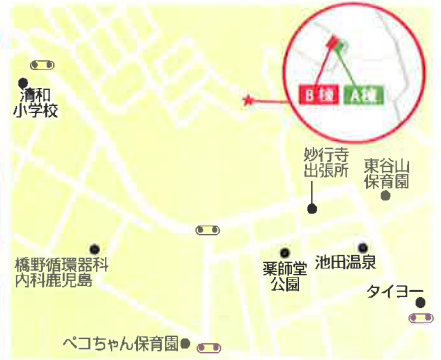 清和
小学校
B棟
A棟
妙行寺
出張所
東谷山
保育園
橋野循環器科
内科鹿児島
薬師堂
公園
池田温泉
タイヨー
ペコちゃん保育園